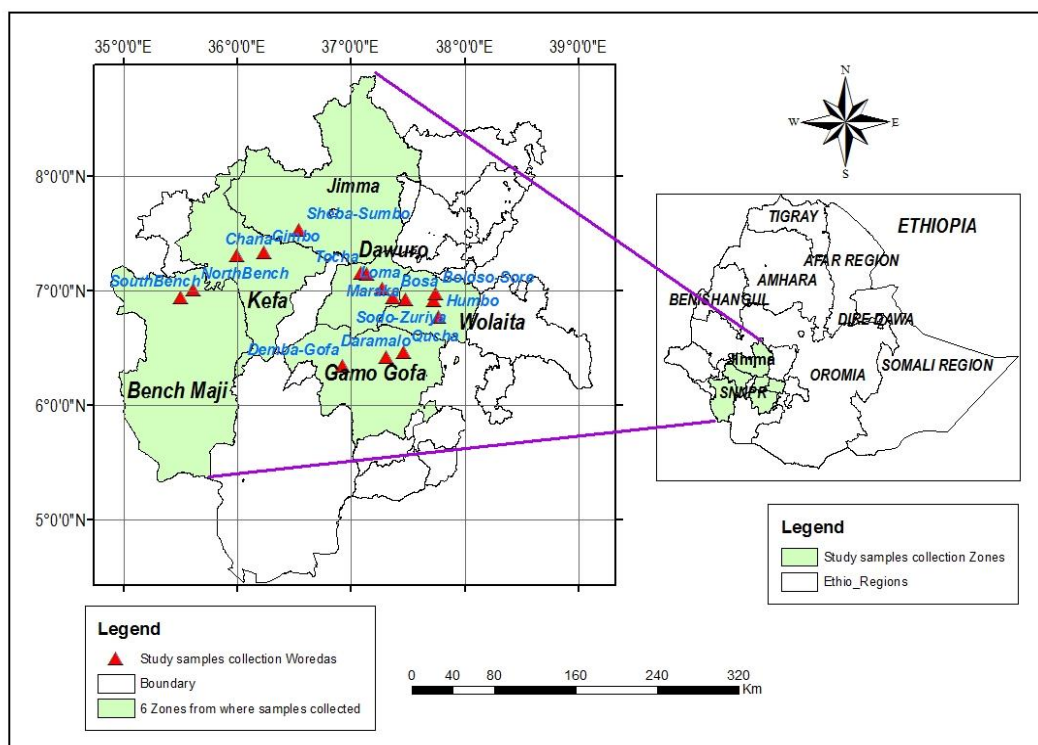 35°0'0"E 36°0'0"E 37°0'0"E 38°0'0"E 39°0'0"E
N
W E
S
8°0'0"N
7°0'0"N
6°0'0"N
5°0'0"N
Jimma
Sheba-Sumbo
Chana Gimbo
Dawuro
Tocha
Loma
Bosa Boloso-Sore
SouthBench NorthBench
Kefa
Humbo
Wolaita
Sodo-Zuriya
Daramalo Qucha
Demba-Gofa
Gamo Gofa
Bench Maji
TIGRAY
ETHIOPIA
AFAR REGION
AMHARA
BENISHANGUL
DIRE DAWA
Jimma
SOMALI REGION
OROMIA
SNNPR
Legend
Study samples collection Zones
Ethio_Regions
Legend
Study samples collection Woredas
Boundary
6 Zones from where samples collected
0 40 80 160 240 320
Km